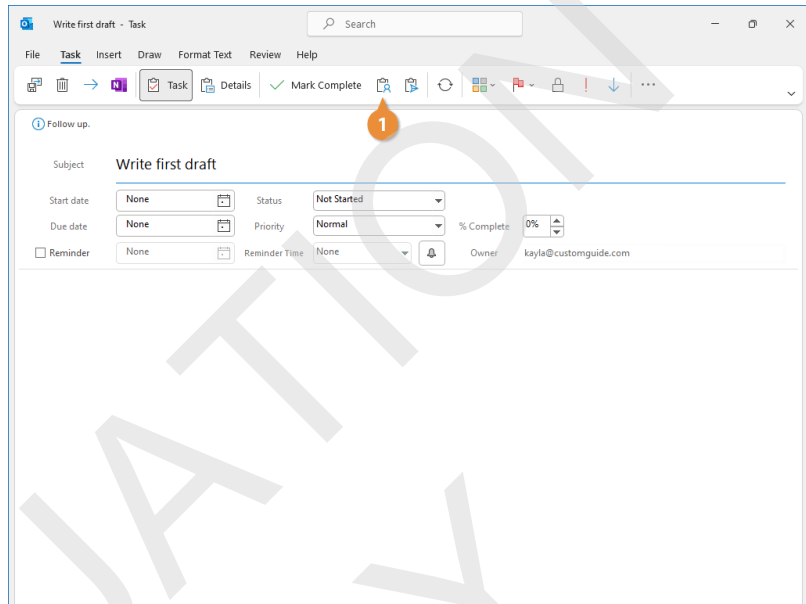 Write first draft - Task
Search
File Task Insert Draw Format Text Review Help
N Task Details Mark Complete ! ...
1
Follow up.
Subject Write first draft
Start date None Status Not Started
Due date None Priority Normal % Complete 0%
Reminder None Reminder Time None Owner kayla@customguide.com